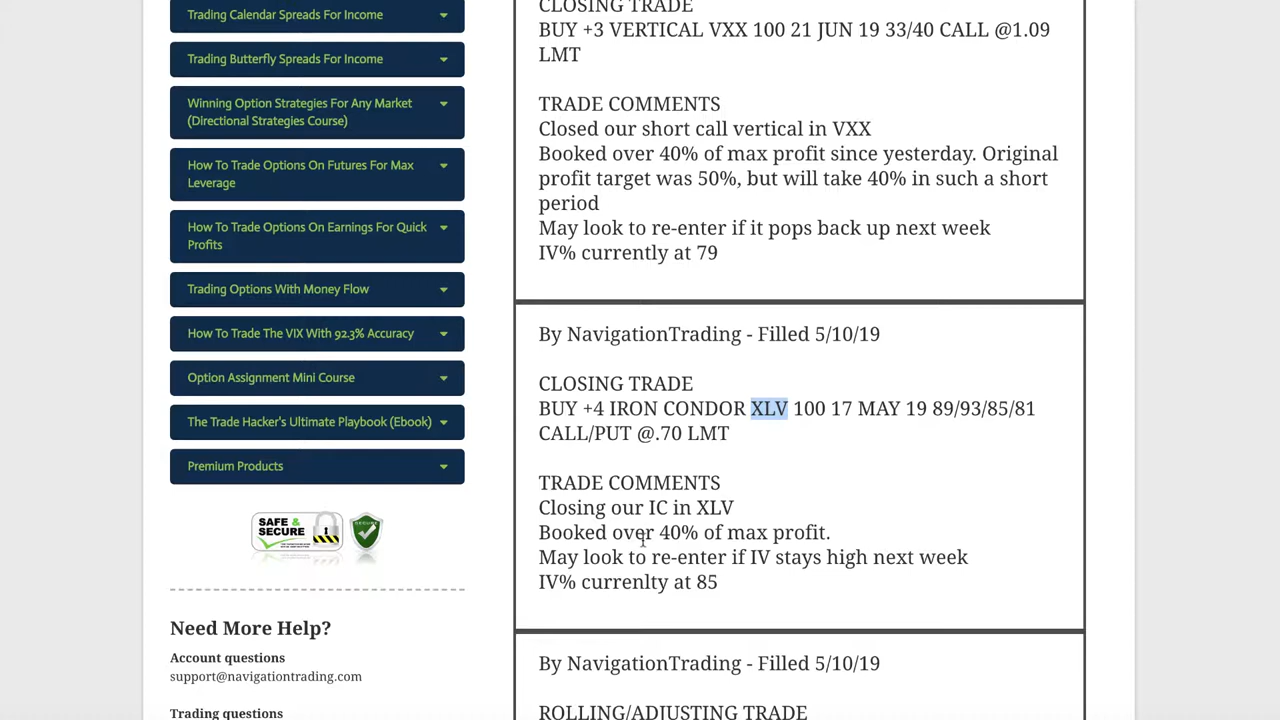 Trading Calendar Spreads For Income
Trading Butterfly Spreads For Income
Winning Option Strategies For Any Market
(Directional Strategies Course)
How To Trade Options On Futures For Max
Leverage
How To Trade Options On Earnings For Quick
Profits
Trading Options With Money Flow
How To Trade The VIX With 92.3% Accuracy
Option Assignment Mini Course
The Trade Hacker's Ultimate Playbook (Ebook)
Premium Products
SAFE &
SECURE
SECURE
Need More Help?
Account questions
support@navigationtrading.com
Trading questions
CLOSING TRADE
BUY +3 VERTICAL VXX 100 21 JUN 19 33/40 CALL @1.09
LMT
TRADE COMMENTS
Closed our short call vertical in VXX
Booked over 40% of max profit since yesterday. Original
profit target was 50%, but will take 40% in such a short
period
May look to re-enter if it pops back up next week
IV% currently at 79
By NavigationTrading - Filled 5/10/19
CLOSING TRADE
BUY +4 IRON CONDOR XLV 100 17 MAY 19 89/93/85/81
CALL/PUT @.70 LMT
TRADE COMMENTS
Closing our IC in XLV
Booked over 40% of max profit.
May look to re-enter if IV stays high next week
IV% currenlty at 85
By NavigationTrading - Filled 5/10/19
ROLLING/ADJUSTING TRADE